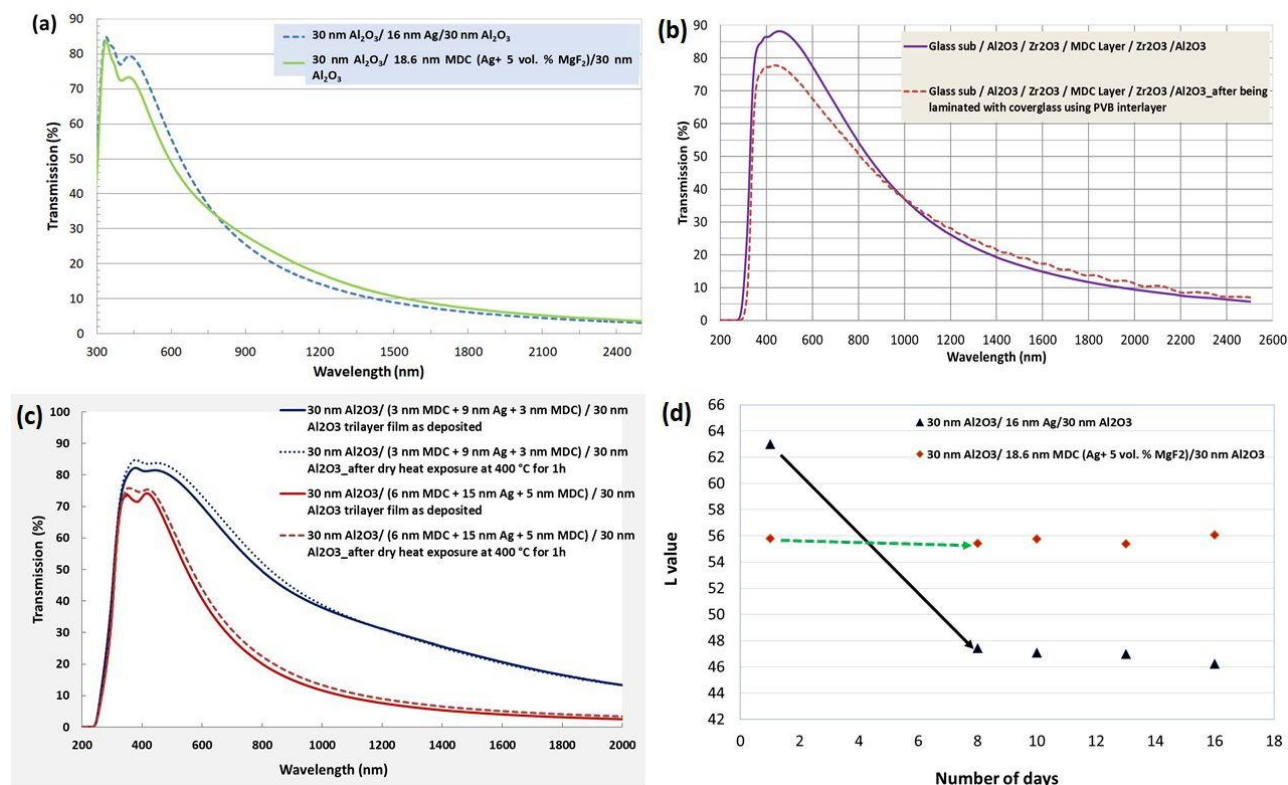 (a)
30 nm Al₂O₃/ 16 nm Ag/30 nm Al₂O₃
30 nm Al₂O₃/ 18.6 nm MDC (Ag+ 5 vol. % MgF₂)/30 nm
Al₂O₃
Transmission (%)
90
80
70
60
50
40
30
20
10
0
300 600 900 1200 1500 1800 2100 2400
Wavelength (nm)
(b)
Glass sub / Al2O3 / Zr2O3 / MDC Layer / Zr2O3 /Al2O3
Glass sub / Al2O3 / Zr2O3 / MDC Layer / Zr2O3 /Al2O3_after being
laminated with coverglass using PVB interlayer
Transmission (%)
90
80
70
60
50
40
30
20
10
0
200 400 600 800 1000 1200 1400 1600 1800 2000 2200 2400 2600
Wavelength (nm)
(c)
30 nm Al2O3/ (3 nm MDC + 9 nm Ag + 3 nm MDC) / 30 nm
Al2O3 trilayer film as deposited
30 nm Al2O3/ (3 nm MDC + 9 nm Ag + 3 nm MDC) / 30 nm
Al2O3_after dry heat exposure at 400 °C for 1h
30 nm Al2O3/ (6 nm MDC + 15 nm Ag + 5 nm MDC) / 30 nm
Al2O3 trilayer film as deposited
30 nm Al2O3/ (6 nm MDC + 15 nm Ag + 5 nm MDC) / 30 nm
Al2O3_after dry heat exposure at 400 °C for 1h
Transmission (%)
100
90
80
70
60
50
40
30
20
10
0
200 400 600 800 1000 1200 1400 1600 1800 2000
Wavelength (nm)
(d)
30 nm Al2O3/ 16 nm Ag/30 nm Al2O3
30 nm Al2O3/ 18.6 nm MDC (Ag+ 5 vol. % MgF2)/30 nm Al2O3
L value
66
64
62
60
58
56
54
52
50
48
46
44
42
0 2 4 6 8 10 12 14 16 18
Number of days